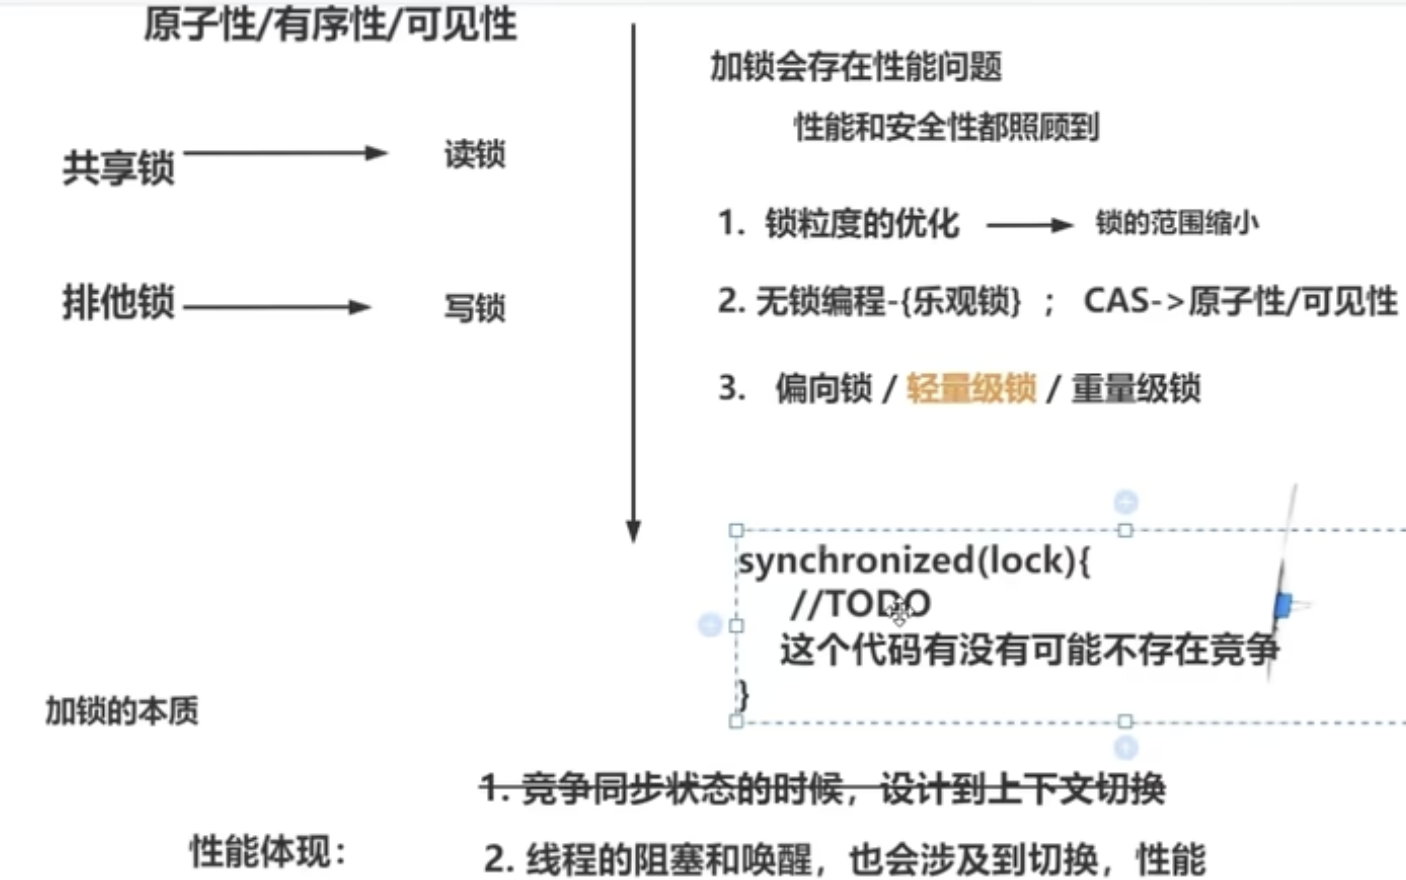 原子性/有序性/可见性
共享锁
读锁
排他锁
写锁
加锁会存在性能问题
性能和安全性都照顾到
1. 锁粒度的优化
锁的范围缩小
2. 无锁编程-{乐观锁} ； CAS->原子性/可见性
3. 偏向锁 / 轻量级锁 / 重量级锁
synchronized(lock){
//TODO
这个代码有没有可能不存在竞争
}
加锁的本质
1. 竞争同步状态的时候，设计到上下文切换
性能体现：
2. 线程的阻塞和唤醒，也会涉及到切换，性能